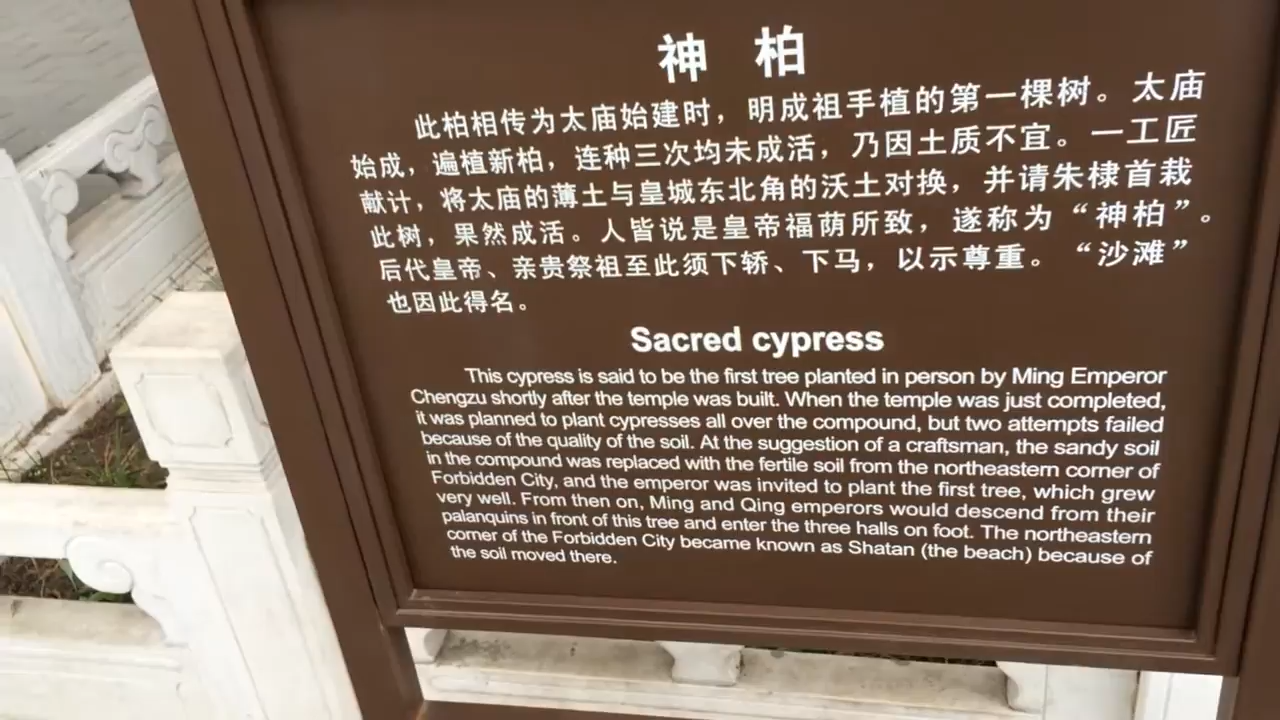 神 柏
此柏相传为太庙始建时，明成祖手植的第一棵树。太庙
始成，遍植新柏，连种三次均未成活，乃因土质不宜。一工匠
献计，将太庙的薄土与皇城东北角的沃土对换，并请朱棣首栽
此树，果然成活。人皆说是皇帝福荫所致，遂称为“神柏”。
后代皇帝、亲贵祭祖至此须下轿、下马，以示尊重。“沙滩”
也因此得名。
Sacred cypress
This cypress is said to be the first tree planted in person by Ming Emperor
Chengzu shortly after the temple was built. When the temple was just completed,
it was planned to plant cypresses all over the compound, but two attempts failed
because of the quality of the soil. At the suggestion of a craftsman, the sandy soil
in the compound was replaced with the fertile soil from the northeastern corner of
Forbidden City, and the emperor was invited to plant the first tree, which grew
very well. From then on, Ming and Qing emperors would descend from their
palanquins in front of this tree and enter the three halls on foot. The northeastern
corner of the Forbidden City became known as Shatan (the beach) because of
the soil moved there.